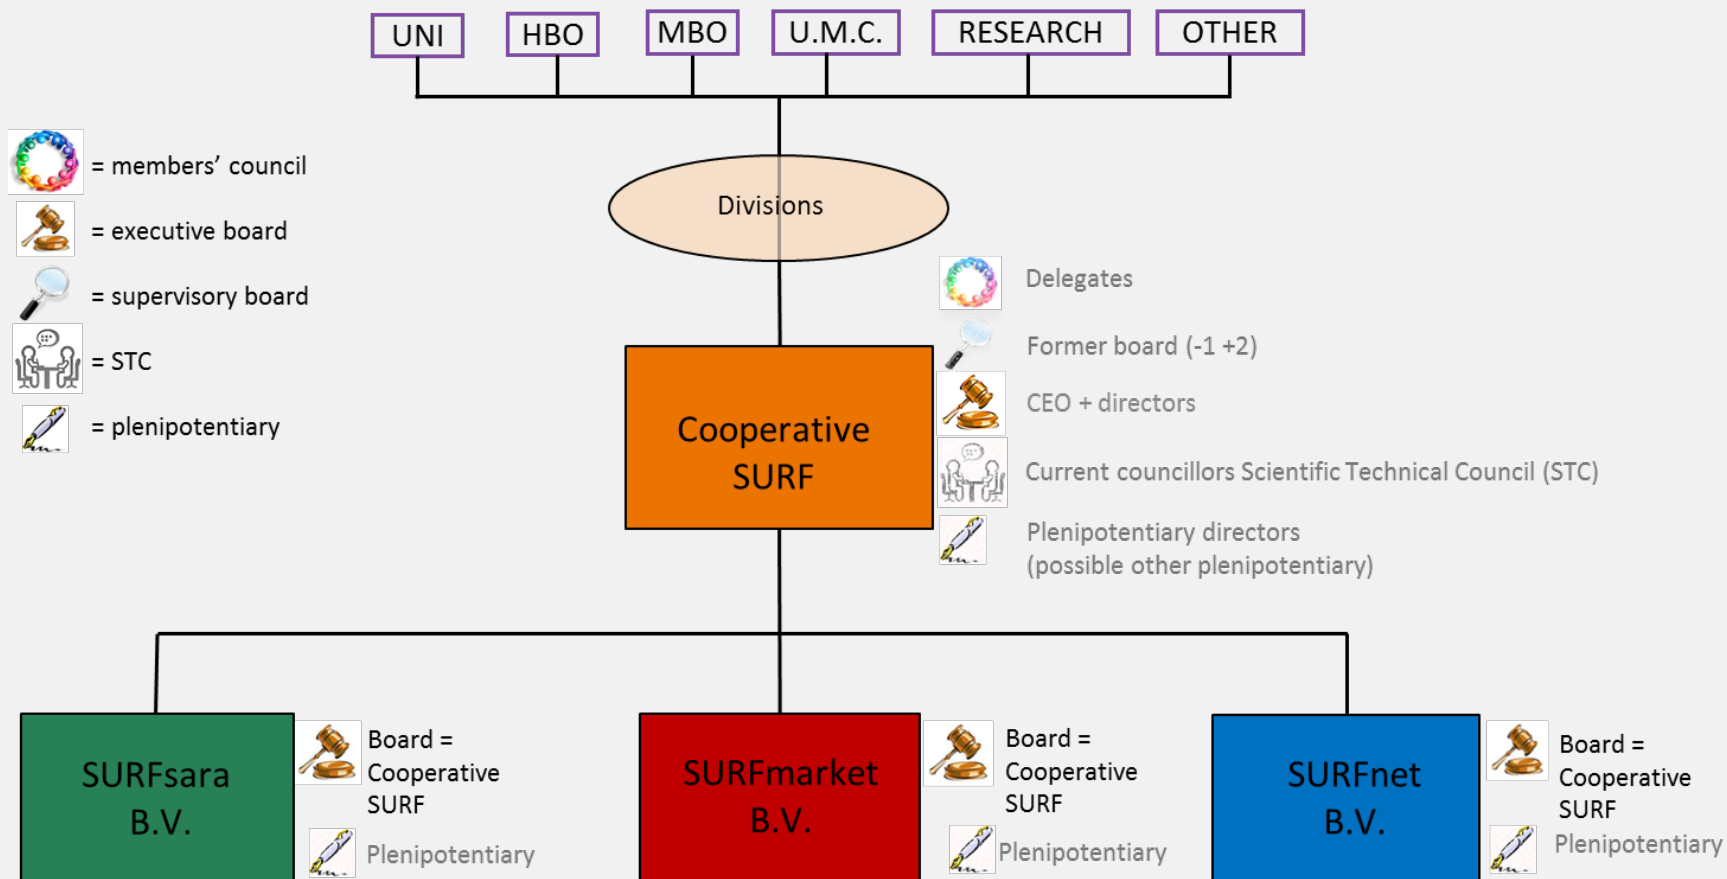 UNI
HBO
MBO
U.M.C.
RESEARCH
OTHER
= members’ council
= executive board
= supervisory board
= STC
= plenipotentiary
Divisions
Delegates
Former board (-1 +2)
CEO + directors
Current councillors Scientific Technical Council (STC)
Plenipotentiary directors
(possible other plenipotentiary)
Cooperative
SURF
SURFsara
B.V.
Board =
Cooperative
SURF
Plenipotentiary
SURFmarket
B.V.
Board =
Cooperative
SURF
Plenipotentiary
SURFnet
B.V.
Board =
Cooperative
SURF
Plenipotentiary